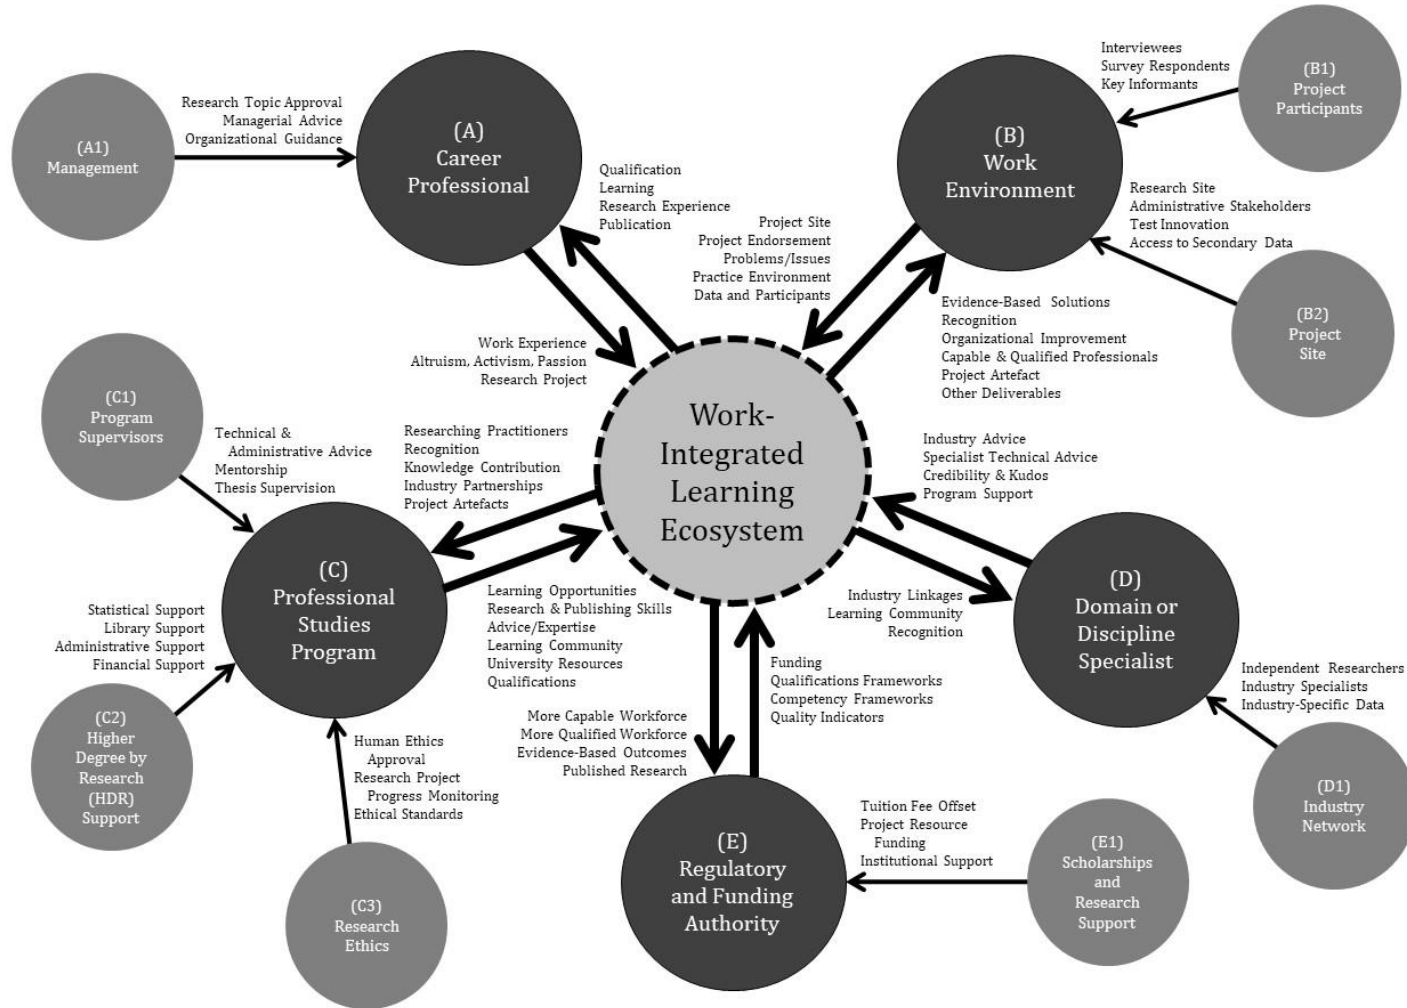 (A1)
Management
Research Topic Approval
Managerial Advice
Organizational Guidance
(A)
Career
Professional
Qualification
Learning
Research Experience
Publication
Work Experience
Altruism, Activism, Passion
Research Project
Project Site
Project Endorsement
Problems/Issues
Practice Environment
Data and Participants
(B)
Work
Environment
Interviewees
Survey Respondents
Key Informants
(B1)
Project
Participants
Research Site
Administrative Stakeholders
Test Innovation
Access to Secondary Data
(B2)
Project
Site
Evidence-Based Solutions
Recognition
Organizational Improvement
Capable & Qualified Professionals
Project Artefact
Other Deliverables
Work-
Integrated
Learning
Ecosystem
(C1)
Program
Supervisors
Technical &
Administrative Advice
Mentorship
Thesis Supervision
Researching Practitioners
Recognition
Knowledge Contribution
Industry Partnerships
Project Artefacts
(C)
Professional
Studies
Program
Learning Opportunities
Research & Publishing Skills
Advice/Expertise
Learning Community
University Resources
Qualifications
Statistical Support
Library Support
Administrative Support
Financial Support
(C2)
Higher
Degree by
Research
(HDR)
Support
Human Ethics
Approval
Research Project
Progress Monitoring
Ethical Standards
(C3)
Research
Ethics
Industry Advice
Specialist Technical Advice
Credibility & Kudos
Program Support
Industry Linkages
Learning Community
Recognition
(D)
Domain or
Discipline
Specialist
Independent Researchers
Industry Specialists
Industry-Specific Data
(D1)
Industry
Network
More Capable Workforce
More Qualified Workforce
Evidence-Based Outcomes
Published Research
Funding
Qualifications Frameworks
Competency Frameworks
Quality Indicators
(E)
Regulatory
and Funding
Authority
Tuition Fee Offset
Project Resource
Funding
Institutional Support
(E1)
Scholarships
and
Research
Support